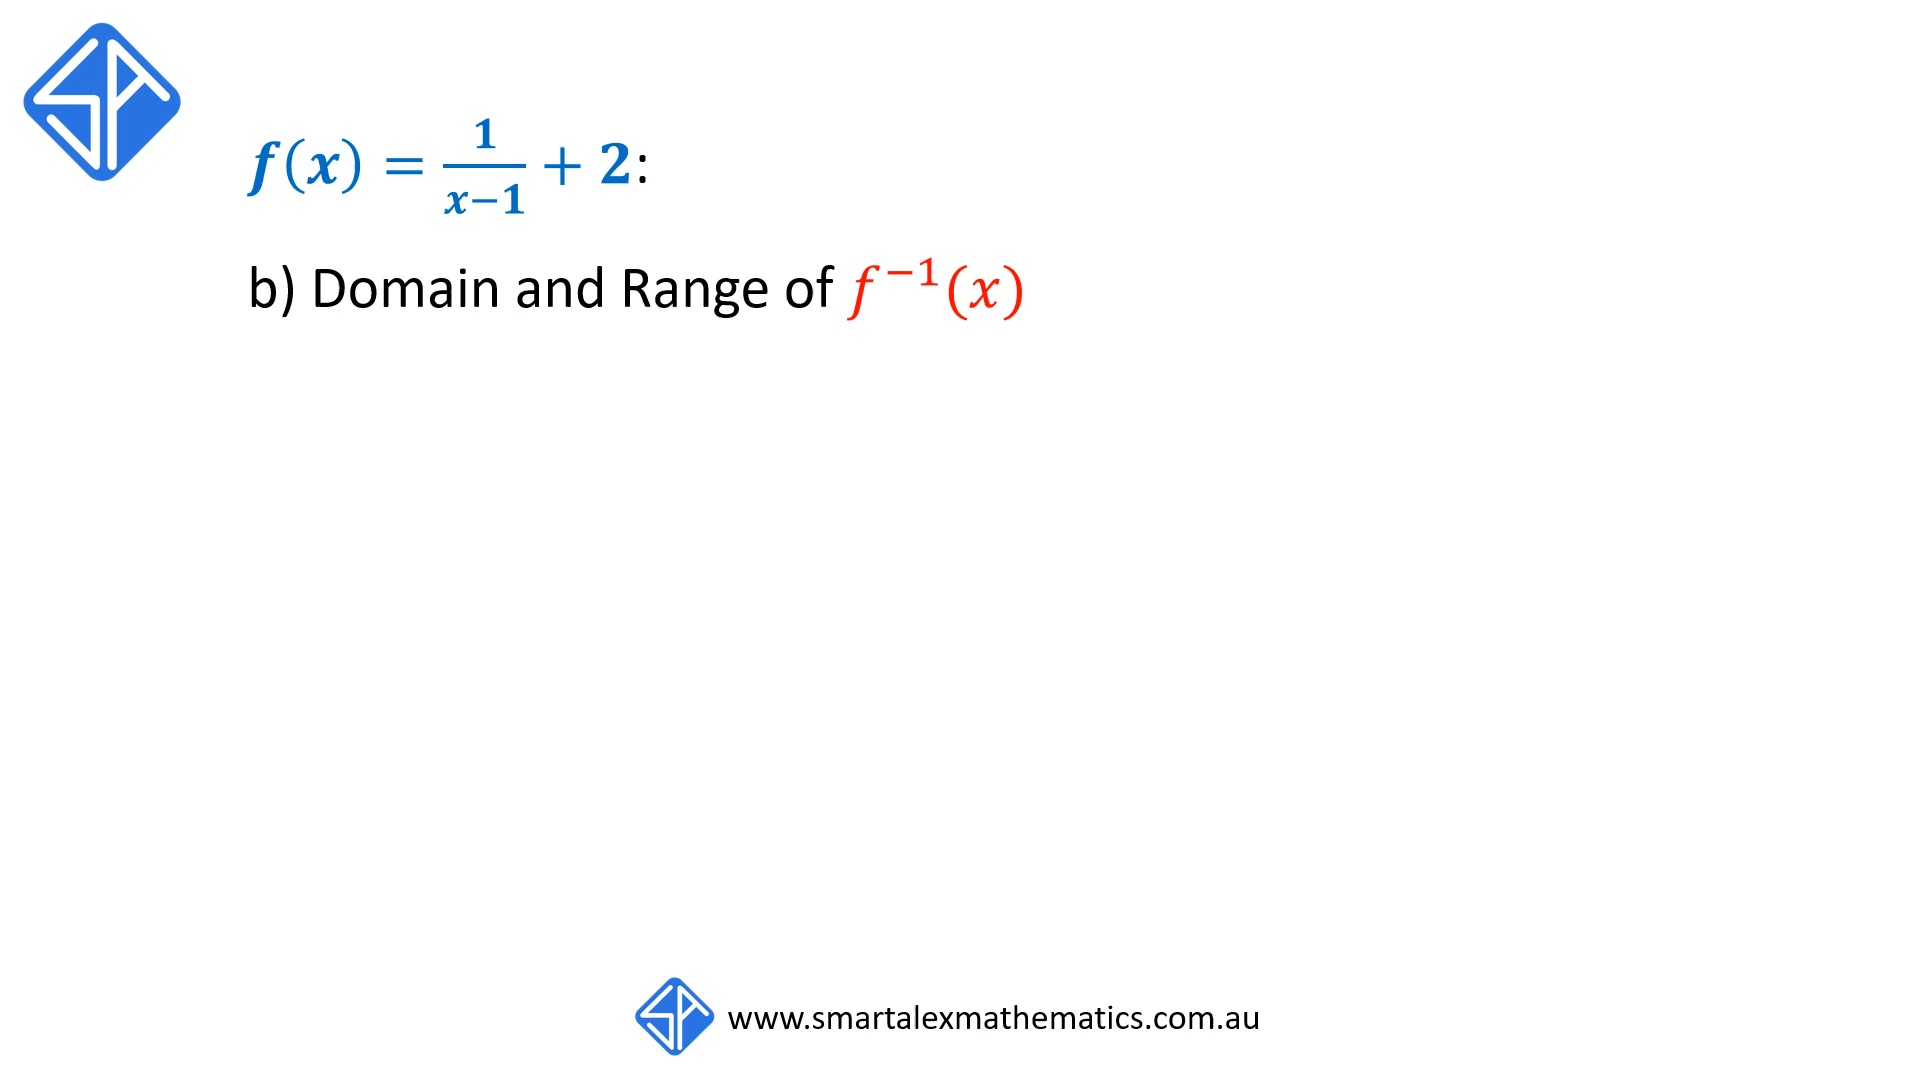 f(x) = 1/(x−1) + 2:
b) Domain and Range of f⁻¹(x)
www.smartalexmathematics.com.au